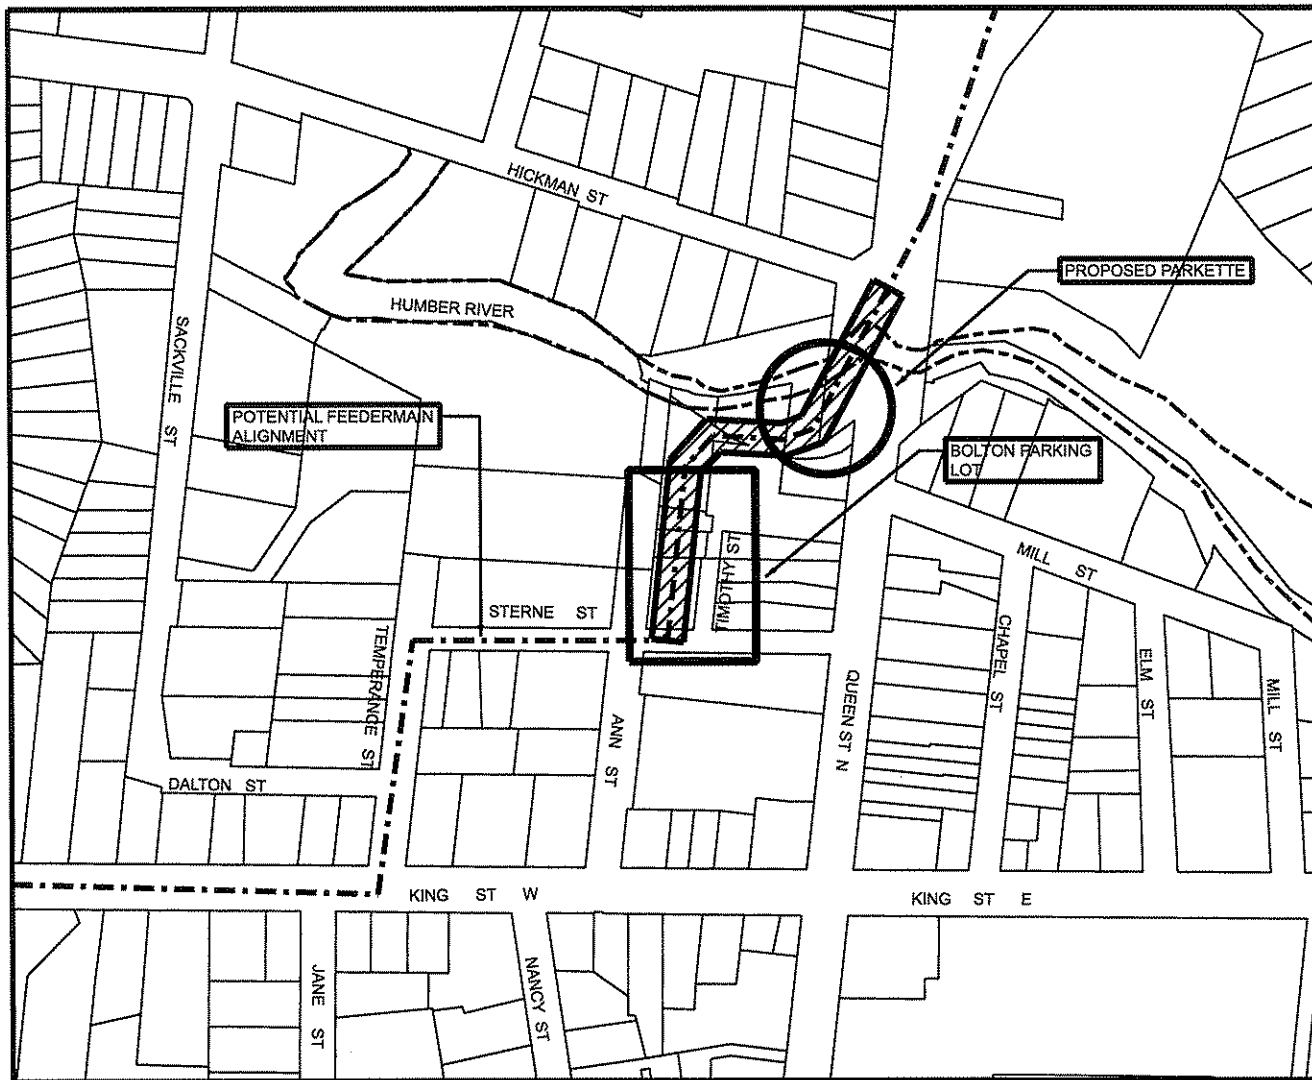 HICKMAN ST
PROPOSED PARKETTE
HUMBER RIVER
SACKVILLE ST
POTENTIAL FEEDERMAIN
ALIGNMENT
BOLTON PARKING
LOT
TIMOTHY ST
MILL ST
STERNE ST
TEMPERANCE ST
CHAPEL ST
ELM ST
QUEEN ST N
MILL ST
ANN ST
DALTON ST
KING ST W
KING ST E
JANE ST
NANCY ST